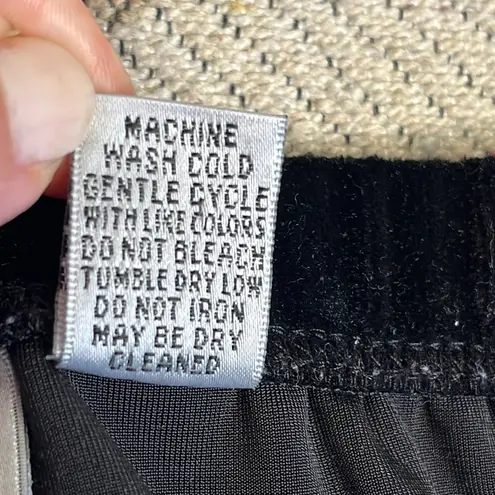 MACHINE
WASH COLD
GENTLE CYCLE
WITH LIKE COLORS
DO NOT BLEACH
TUMBLE DRY LOW
DO NOT IRON
MAY BE DRY
CLEANED